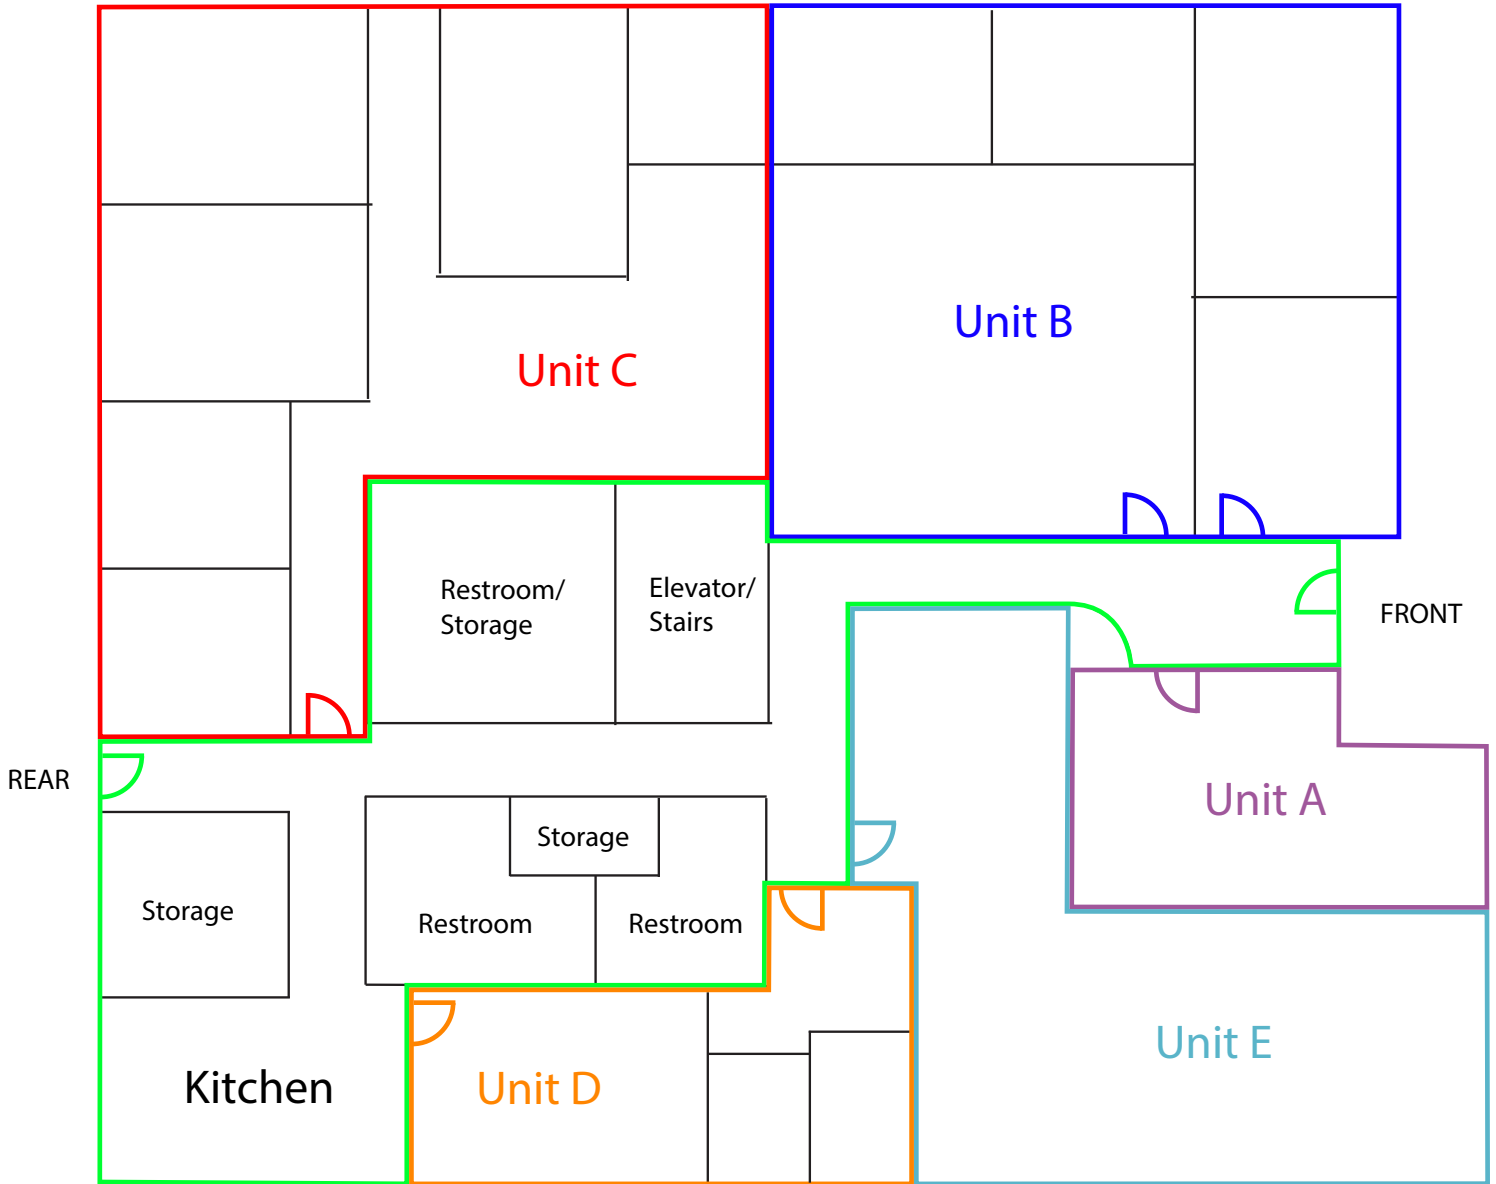 Unit B
Unit C
Restroom/
Storage
Elevator/
Stairs
FRONT
REAR
Unit A
Storage
Storage
Restroom
Restroom
Unit E
Kitchen
Unit D